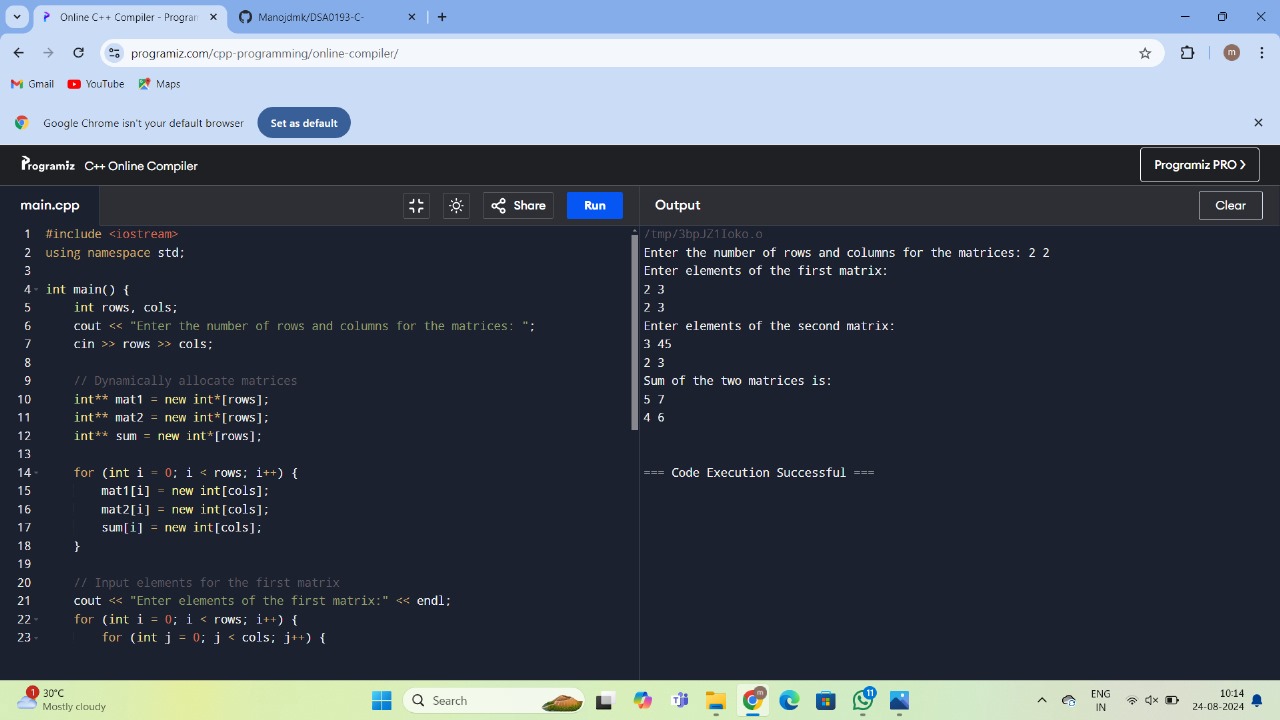 Online C++ Compiler - Program
Manojdmk/DSA0193-C-
programiz.com/cpp-programming/online-compiler/
m
Gmail YouTube Maps
Google Chrome isn't your default browser Set as default
Programiz C++ Online Compiler Programiz PRO
main.cpp Share Run
1 #include <iostream>
2 using namespace std;
3
4 int main() {
5 int rows, cols;
6 cout << "Enter the number of rows and columns for the matrices: ";
7 cin >> rows >> cols;
8
9 // Dynamically allocate matrices
10 int** mat1 = new int*[rows];
11 int** mat2 = new int*[rows];
12 int** sum = new int*[rows];
13
14 for (int i = 0; i < rows; i++) {
15 mat1[i] = new int[cols];
16 mat2[i] = new int[cols];
17 sum[i] = new int[cols];
18 }
19
20 // Input elements for the first matrix
21 cout << "Enter elements of the first matrix:" << endl;
22 for (int i = 0; i < rows; i++) {
23 for (int j = 0; j < cols; j++) {
Output Clear
/tmp/3bpJZ1Ioko.o
Enter the number of rows and columns for the matrices: 2 2
Enter elements of the first matrix:
2 3
2 3
Enter elements of the second matrix:
3 45
2 3
Sum of the two matrices is:
5 7
4 6
=== Code Execution Successful ===
1
30°C
Mostly cloudy
Search
m
11
ENG
IN
10:14
24-08-2024